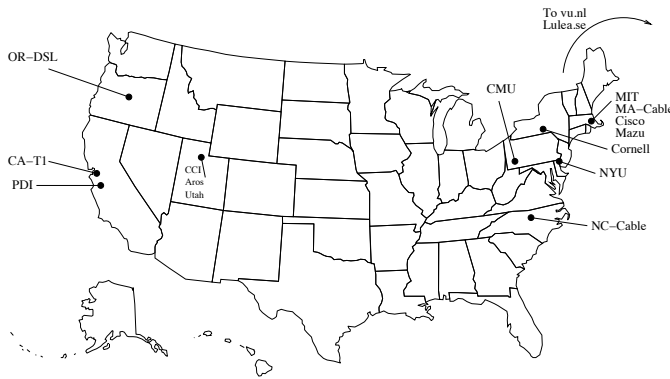 To vu.nl
Lulea.se
OR–DSL
CMU
MIT
MA–Cable
Cisco
Mazu
Cornell
CA–T1
CCI
Aros
Utah
PDI
NYU
NC–Cable